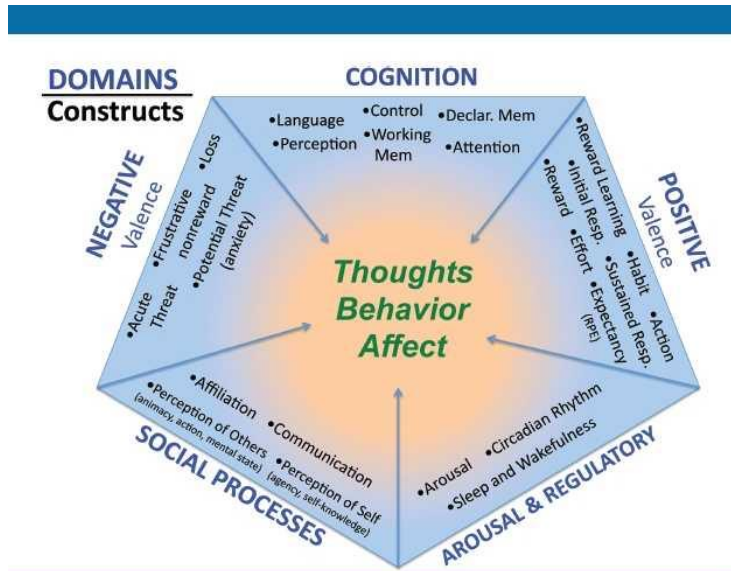 DOMAINS
Constructs
COGNITION
•Language
•Control
•Declar. Mem
•Perception
•Working
Mem
•Attention
NEGATIVE
Valence
•Loss
•Frustrative
nonreward
•Potential Threat
(anxiety)
•Acute
Threat
POSITIVE
Valence
•Reward Learning
•Initial Resp.
•Reward
•Habit
•Sustained Resp.
•Effort
•Action
•Expectancy
(RPE)
Thoughts
Behavior
Affect
SOCIAL PROCESSES
•Affiliation
•Communication
•Perception of Others
(animacy, action, mental state)
•Perception of Self
(agency, self-knowledge)
AROUSAL & REGULATORY
•Arousal
•Circadian Rhythm
•Sleep and Wakefulness